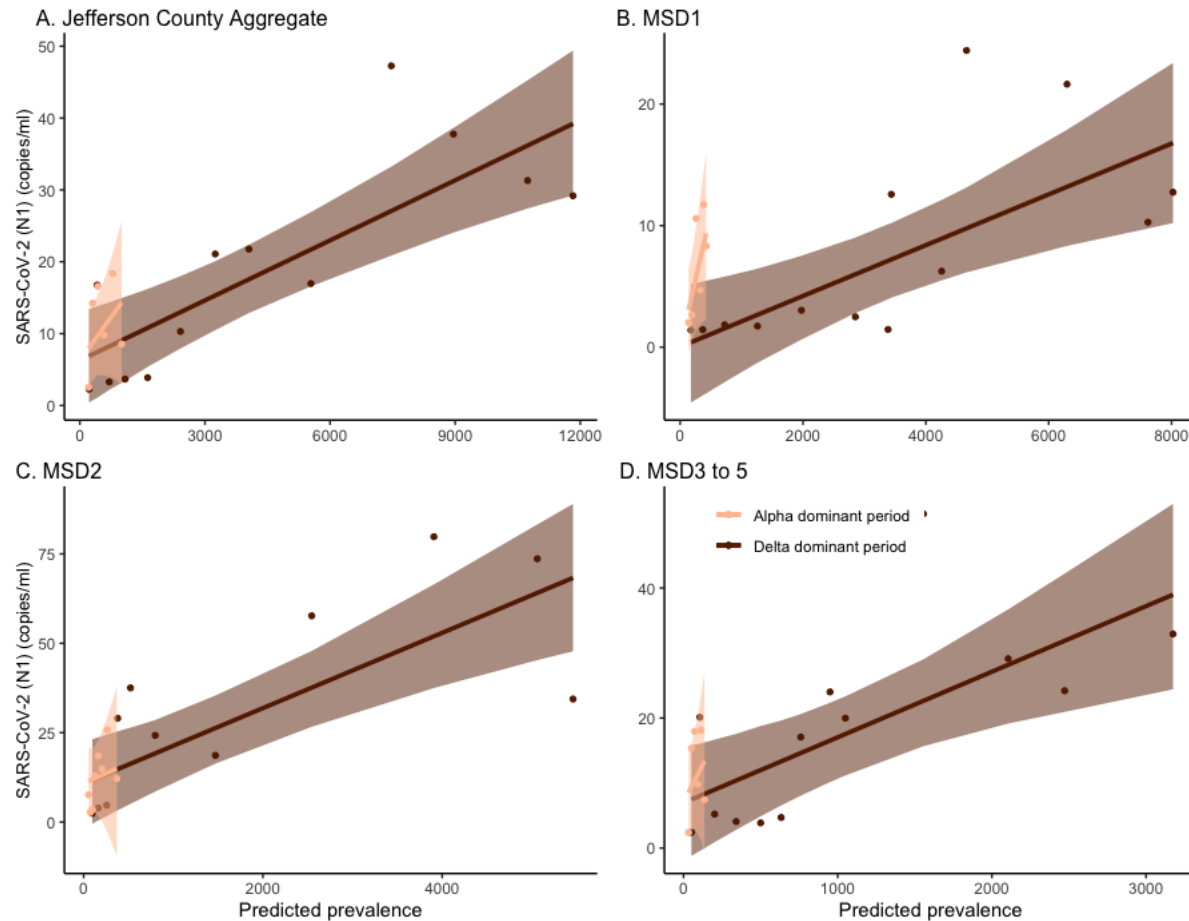 A. Jefferson County Aggregate
SARS-CoV-2 (N1) (copies/ml)
50
40
30
20
10
0
0 3000 6000 9000 12000
B. MSD1
20
10
0
0 2000 4000 6000 8000
C. MSD2
SARS-CoV-2 (N1) (copies/ml)
75
50
25
0
0 2000 4000
Predicted prevalence
D. MSD3 to 5
Alpha dominant period
Delta dominant period
40
20
0
0 1000 2000 3000
Predicted prevalence